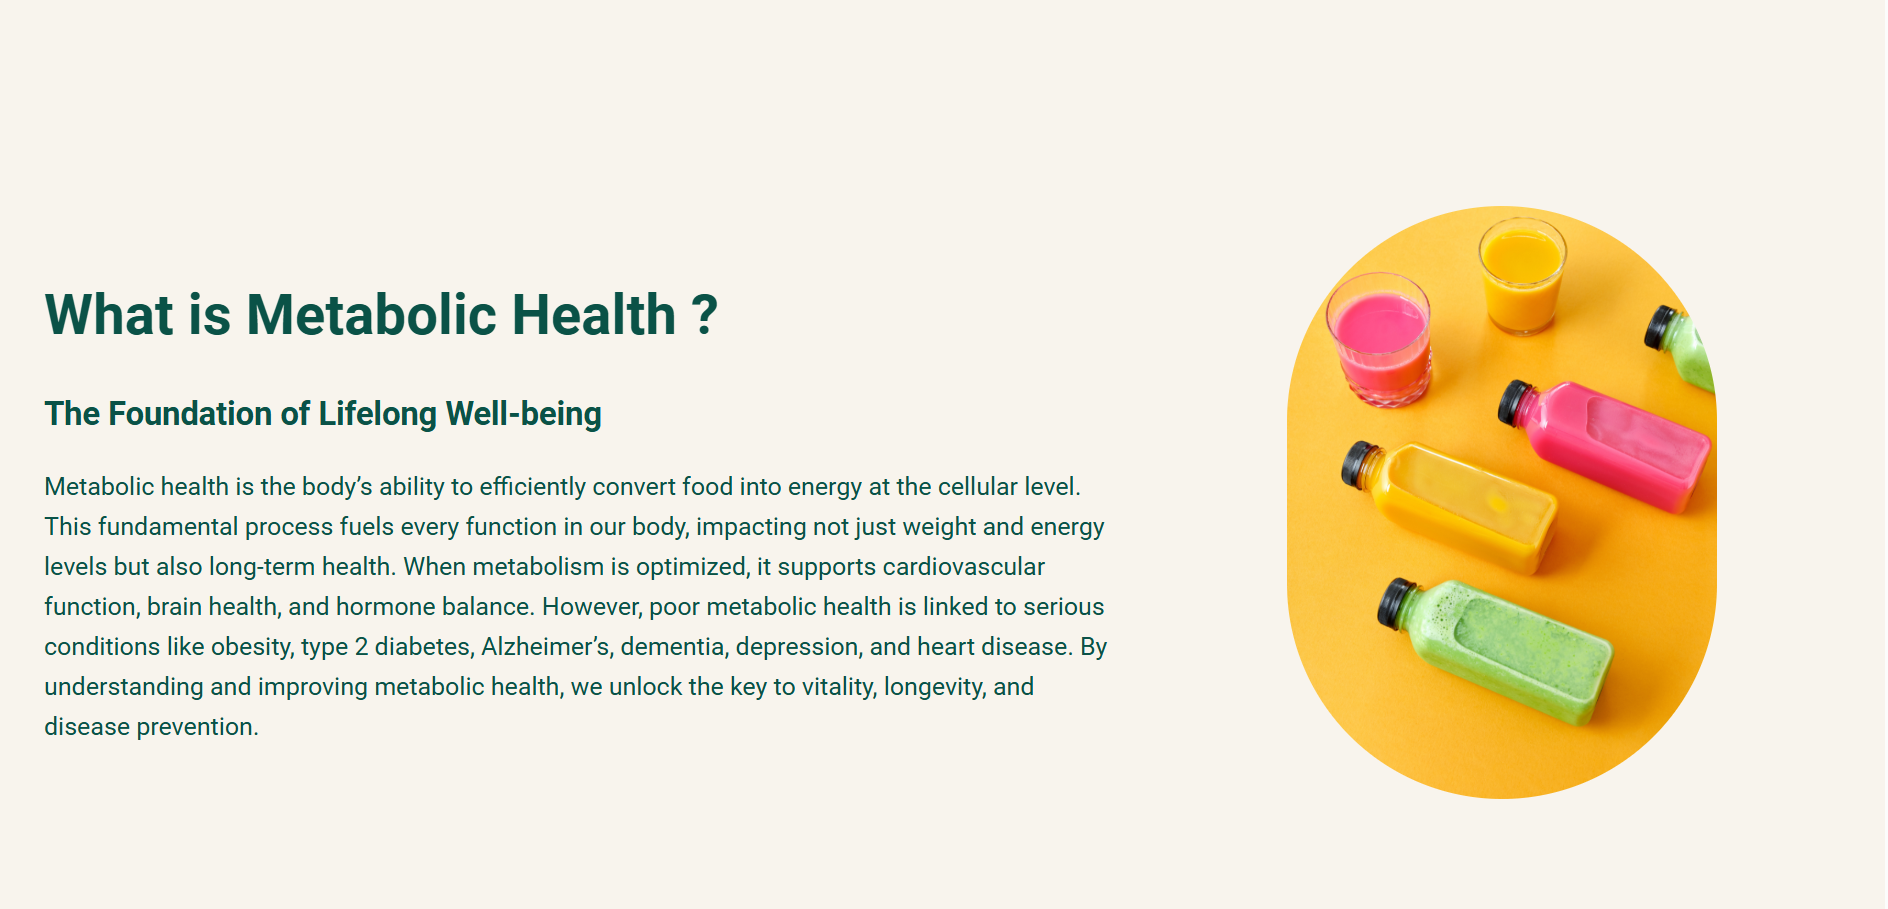 What is Metabolic Health ?
The Foundation of Lifelong Well-being
Metabolic health is the body’s ability to efficiently convert food into energy at the cellular level.
This fundamental process fuels every function in our body, impacting not just weight and energy
levels but also long-term health. When metabolism is optimized, it supports cardiovascular
function, brain health, and hormone balance. However, poor metabolic health is linked to serious
conditions like obesity, type 2 diabetes, Alzheimer’s, dementia, depression, and heart disease. By
understanding and improving metabolic health, we unlock the key to vitality, longevity, and
disease prevention.